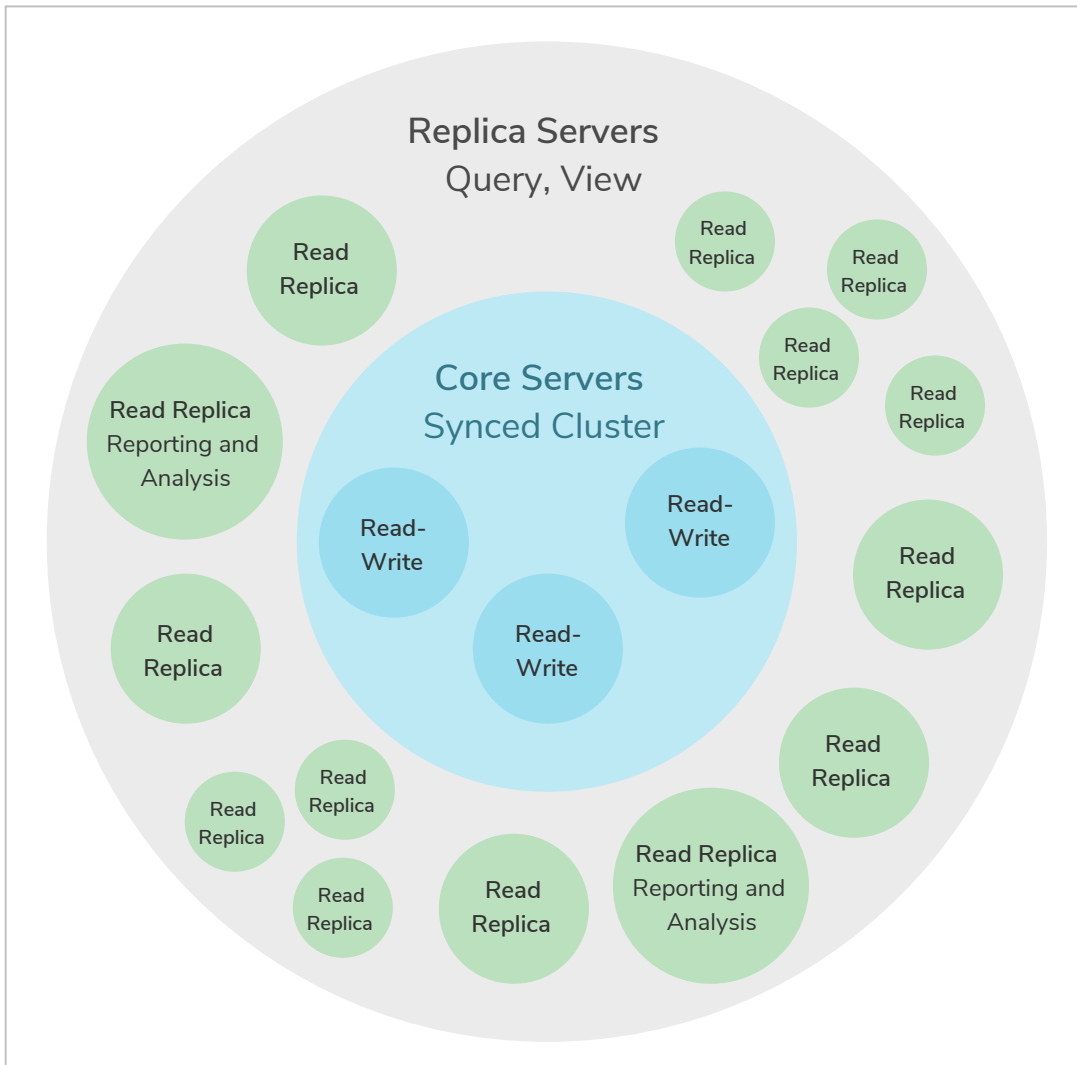 Replica Servers
Query, View
Read
Replica
Read
Replica
Read
Replica
Read
Replica
Read
Replica
Read Replica
Reporting and
Analysis
Core Servers
Synced Cluster
Read-
Write
Read-
Write
Read-
Write
Read
Replica
Read
Replica
Read
Replica
Read
Replica
Read
Replica
Read
Replica
Read
Replica
Read Replica
Reporting and
Analysis
Read
Replica